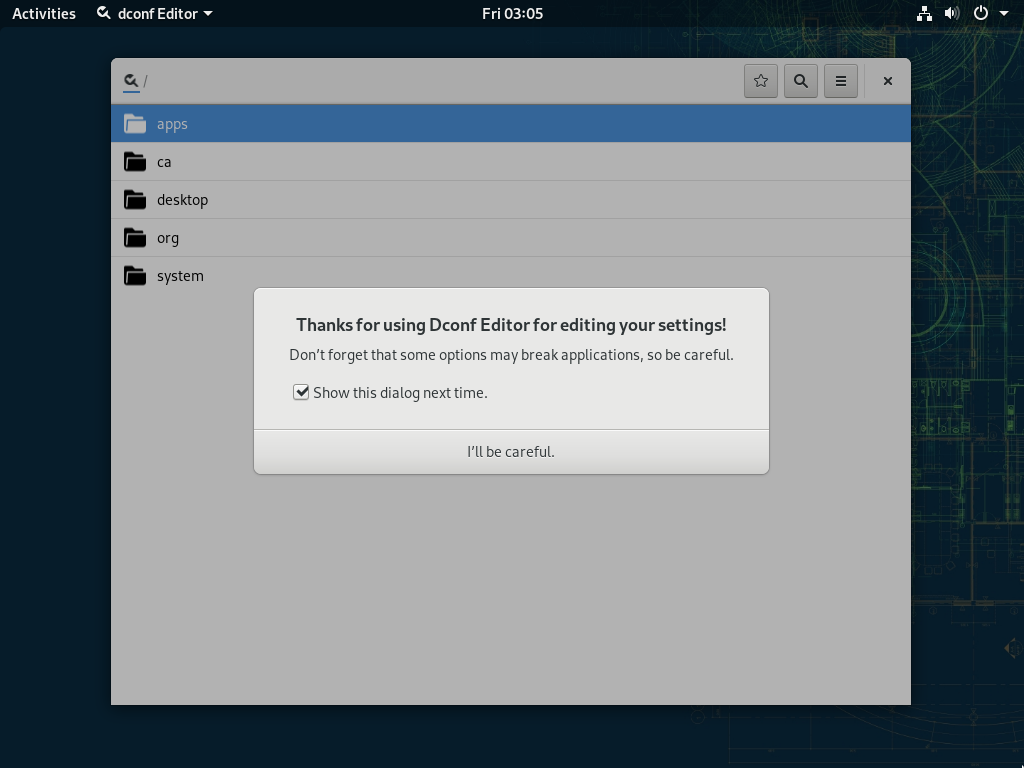 Activities dconf Editor Fri 03:05
/
apps
ca
desktop
org
system
Thanks for using Dconf Editor for editing your settings!
Don’t forget that some options may break applications, so be careful.
Show this dialog next time.
I’ll be careful.